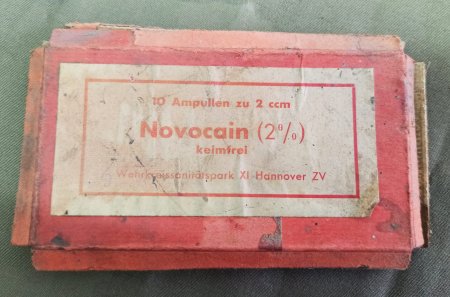 10 Ampullen zu 2 ccm
Novocain (2%)
keimfrei
Wehrkreissanitätspark XI Hannover ZV